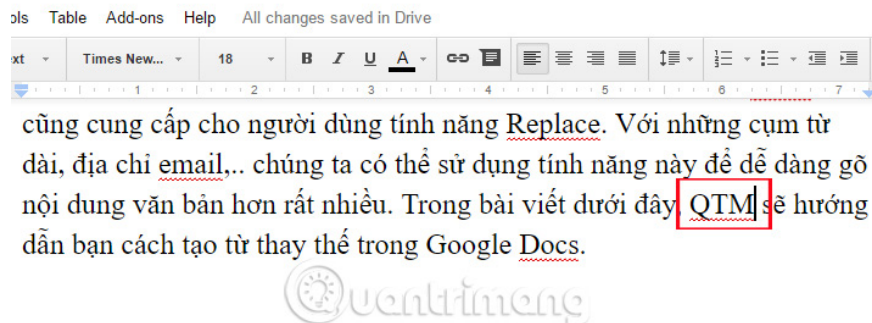 ols Table Add-ons Help All changes saved in Drive
ext Times New... 18 B I U A
1 2 3 4 5 6 7
cũng cung cấp cho người dùng tính năng Replace. Với những cụm từ
dài, địa chỉ email,.. chúng ta có thể sử dụng tính năng này để dễ dàng gõ
nội dung văn bản hơn rất nhiều. Trong bài viết dưới đây, QTM sẽ hướng
dẫn bạn cách tạo từ thay thế trong Google Docs.
Quantrimang